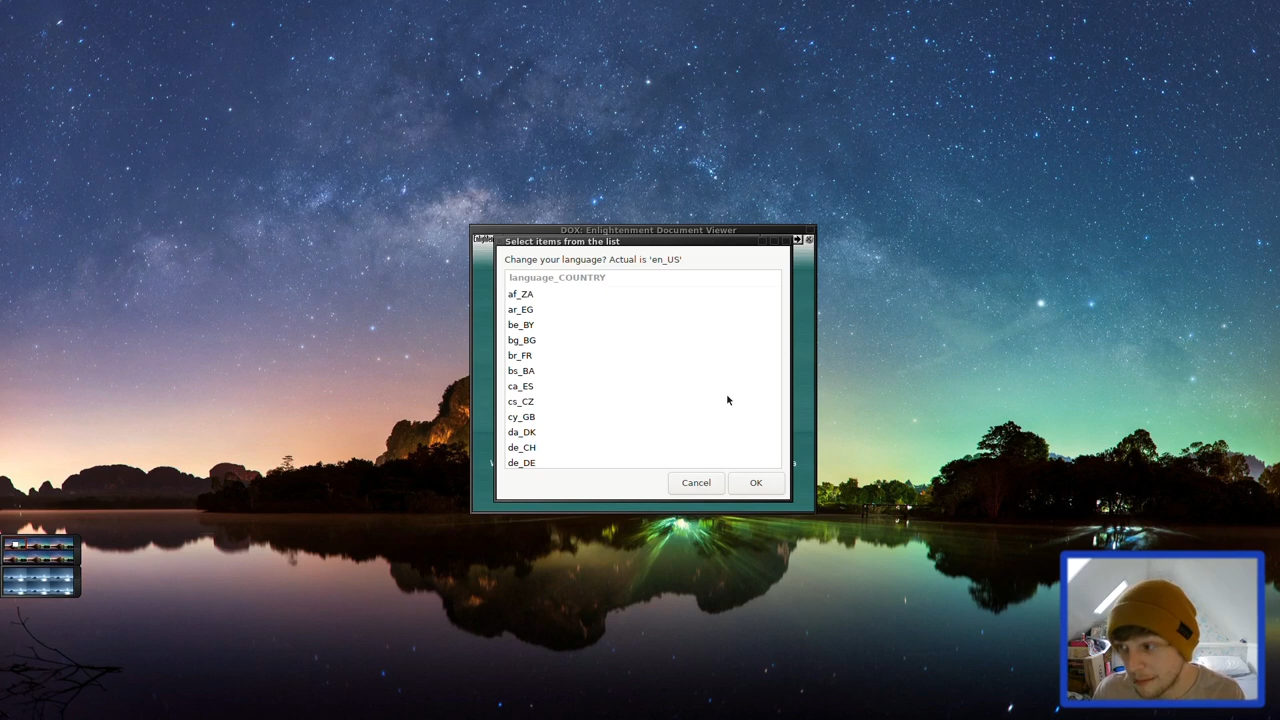 DOX: Enlightenment Document Viewer
Select items from the list
Change your language? Actual is 'en_US'
language_COUNTRY
af_ZA
ar_EG
be_BY
bg_BG
br_FR
bs_BA
ca_ES
cs_CZ
cy_GB
da_DK
de_CH
de_DE
Cancel
OK